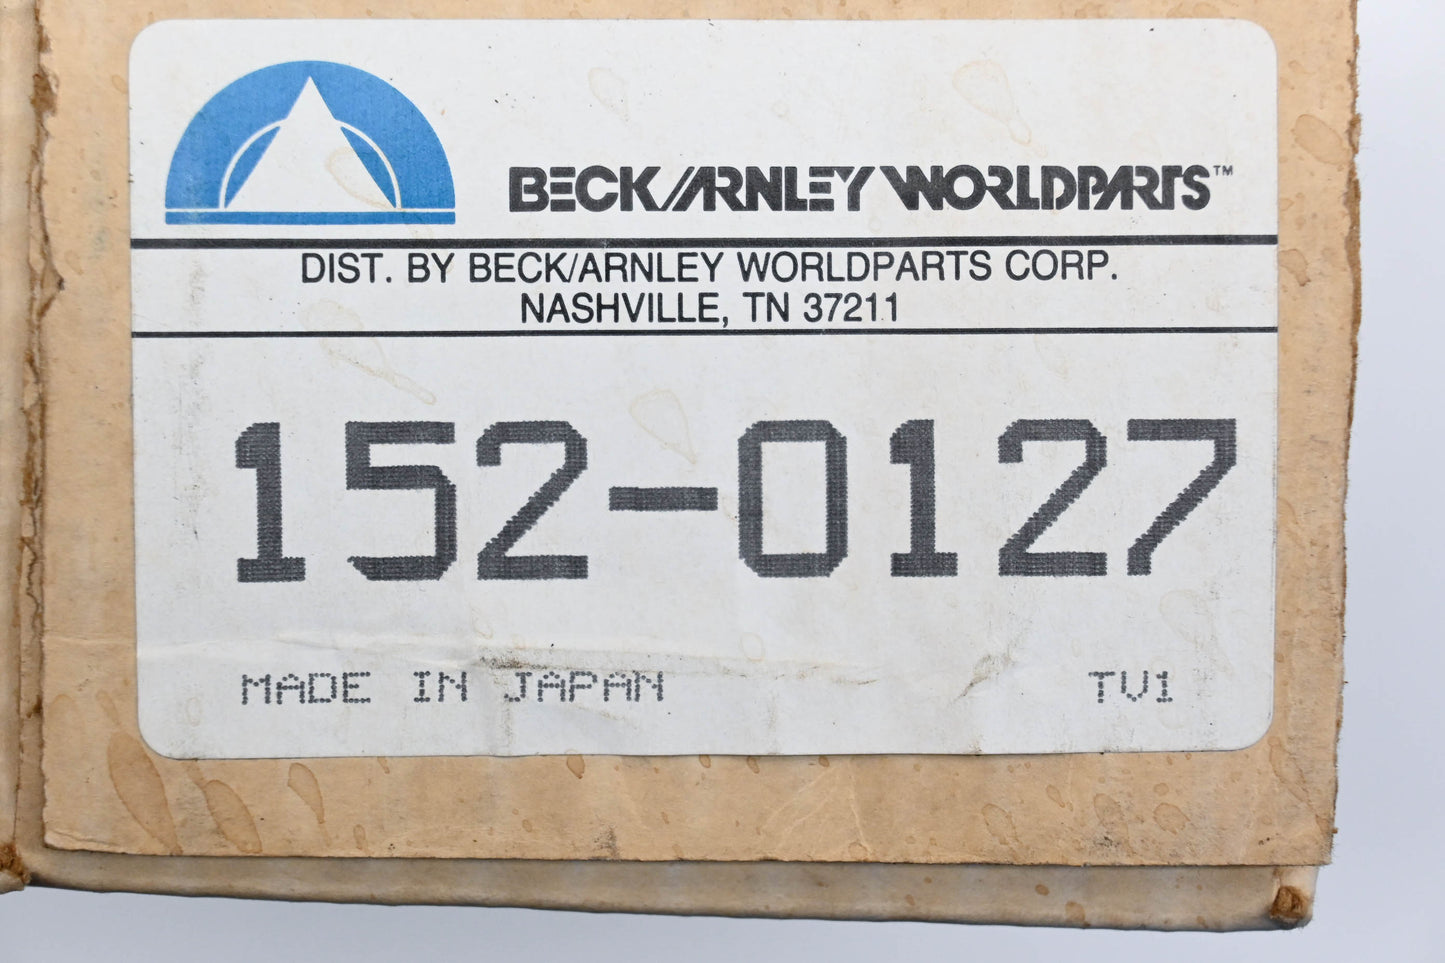 BECK/ARNLEY WORLDPARTS™
DIST. BY BECK/ARNLEY WORLDPARTS CORP.
NASHVILLE, TN 37211
152-0127
MADE IN JAPAN TV1